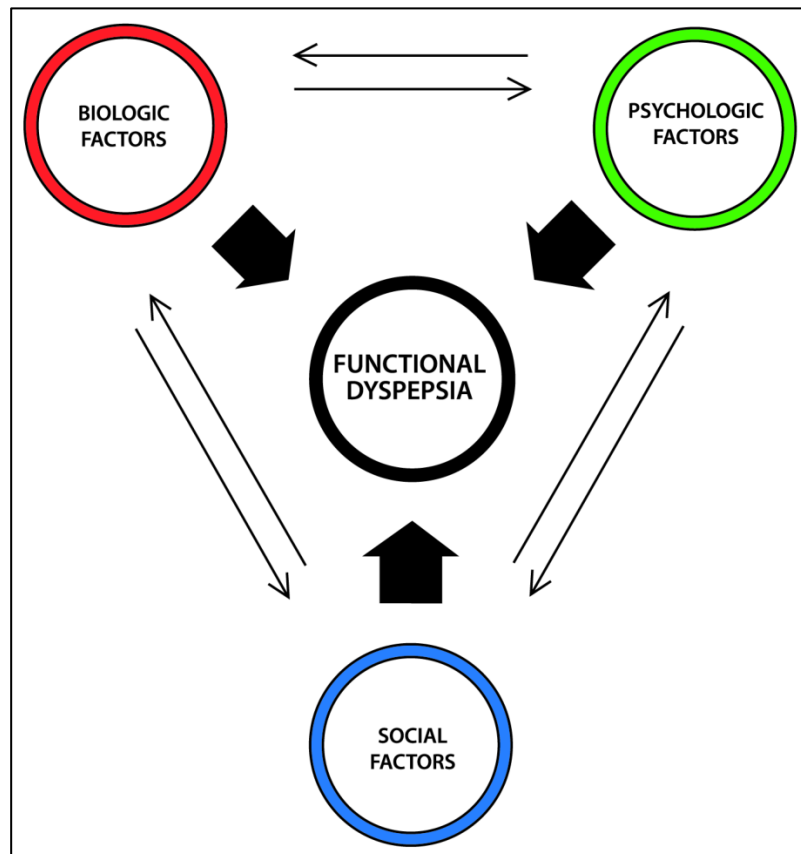 BIOLOGIC
FACTORS
PSYCHOLOGIC
FACTORS
FUNCTIONAL
DYSPEPSIA
SOCIAL
FACTORS